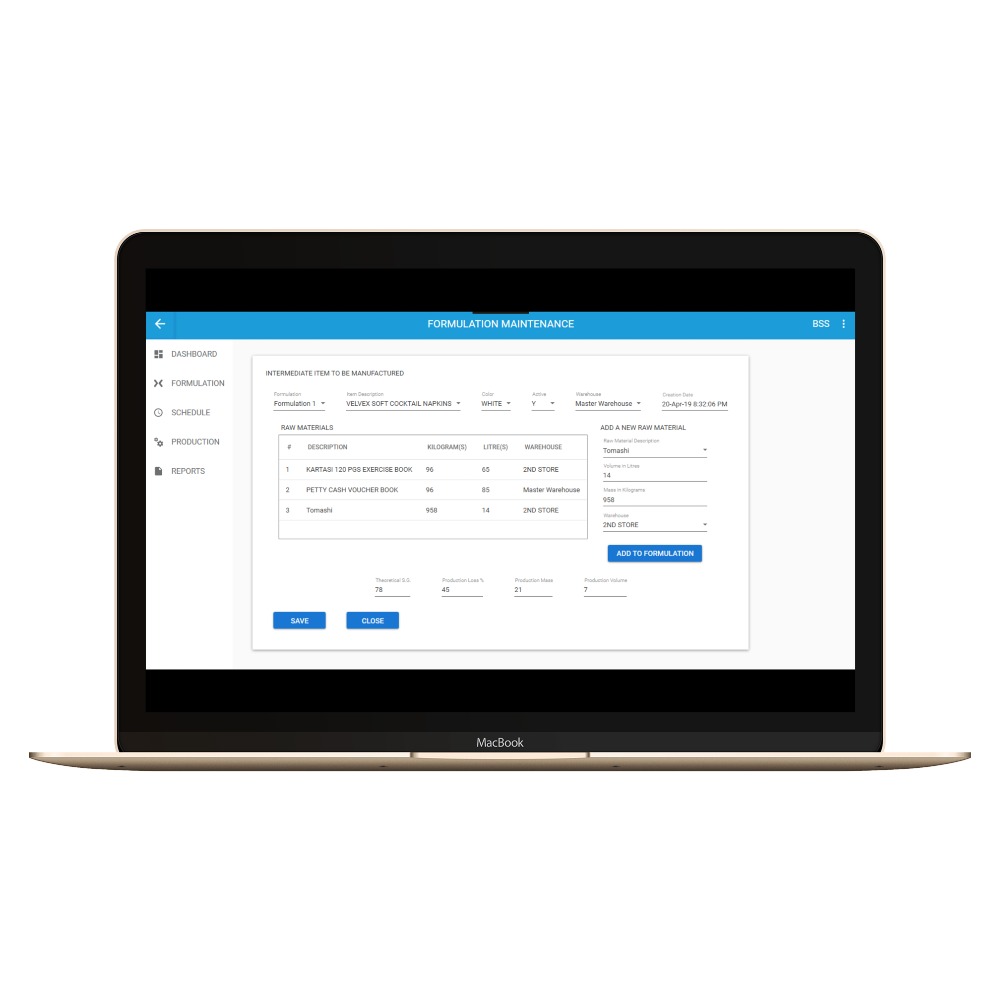 FORMULATION MAINTENANCE
BSS
DASHBOARD
FORMULATION
SCHEDULE
PRODUCTION
REPORTS
INTERMEDIATE ITEM TO BE MANUFACTURED
Formulation Item Description Color Active Warehouse Creation Date
Formulation 1 VELVEX SOFT COCKTAIL NAPKINS WHITE Y Master Warehouse 20-Apr-19 8:32:06 PM
RAW MATERIALS
# DESCRIPTION KILOGRAM(S) LITRE(S) WAREHOUSE
1 KARTASI 120 PGS EXERCISE BOOK 96 65 2ND STORE
2 PETTY CASH VOUCHER BOOK 96 85 Master Warehouse
3 Tomashi 958 14 2ND STORE
ADD A NEW RAW MATERIAL
Raw Material Description
Tomashi
Volume in Litres
14
Mass in Kilograms
958
Warehouse
2ND STORE
ADD TO FORMULATION
Theoretical S.G. Production Loss % Production Mass Production Volume
78 45 21 7
SAVE CLOSE
MacBook